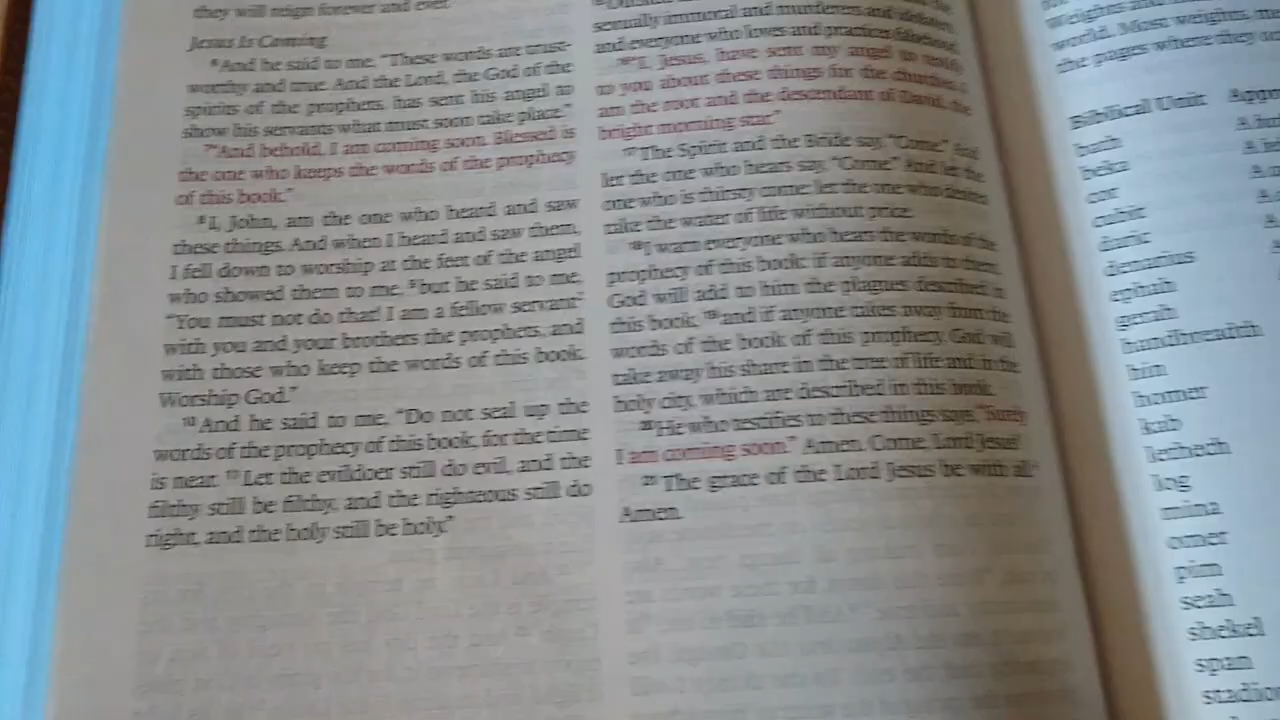 they will reign forever and ever.
Jesus Is Coming
8 And he said to me, “These words are trust-
worthy and true. And the Lord, the God of the
spirits of the prophets, has sent his angel to
show his servants what must soon take place.”
7 “And behold, I am coming soon. Blessed is
the one who keeps the words of the prophecy
of this book.”
8 I, John, am the one who heard and saw
these things. And when I heard and saw them,
I fell down to worship at the feet of the angel
who showed them to me, 9 but he said to me,
“You must not do that! I am a fellow servant
with you and your brothers the prophets, and
with those who keep the words of this book.
Worship God.”
10 And he said to me, “Do not seal up the
words of the prophecy of this book, for the time
is near. 11 Let the evildoer still do evil, and the
filthy still be filthy, and the righteous still do
right, and the holy still be holy.”
sexually immoral and murderers and
and everyone who loves and practices
“I, Jesus, have sent my angel to testify
to you about these things for the churches. I
am the root and the descendant of David, the
bright morning star.”
17 The Spirit and the Bride say, “Come.” And
let the one who hears say, “Come.” And let the
one who is thirsty come; let the one who desires
take the water of life without price.
18 I warn everyone who hears the words of the
prophecy of this book: if anyone adds to them,
God will add to him the plagues described in
this book, 19 and if anyone takes away from the
words of the book of this prophecy, God will
take away his share in the tree of life and in the
holy city, which are described in this book.
20 He who testifies to these things says, “Surely
I am coming soon.” Amen. Come, Lord Jesus!
21 The grace of the Lord Jesus be with all.
Amen.
Weights and
world. Most weights, me
the pages where they
Biblical Unit
bath
beka
cor
cubit
daric
denarius
ephah
gerah
handbreadth
hin
homer
kab
lethech
log
mina
omer
pim
seah
shekel
span
stadion